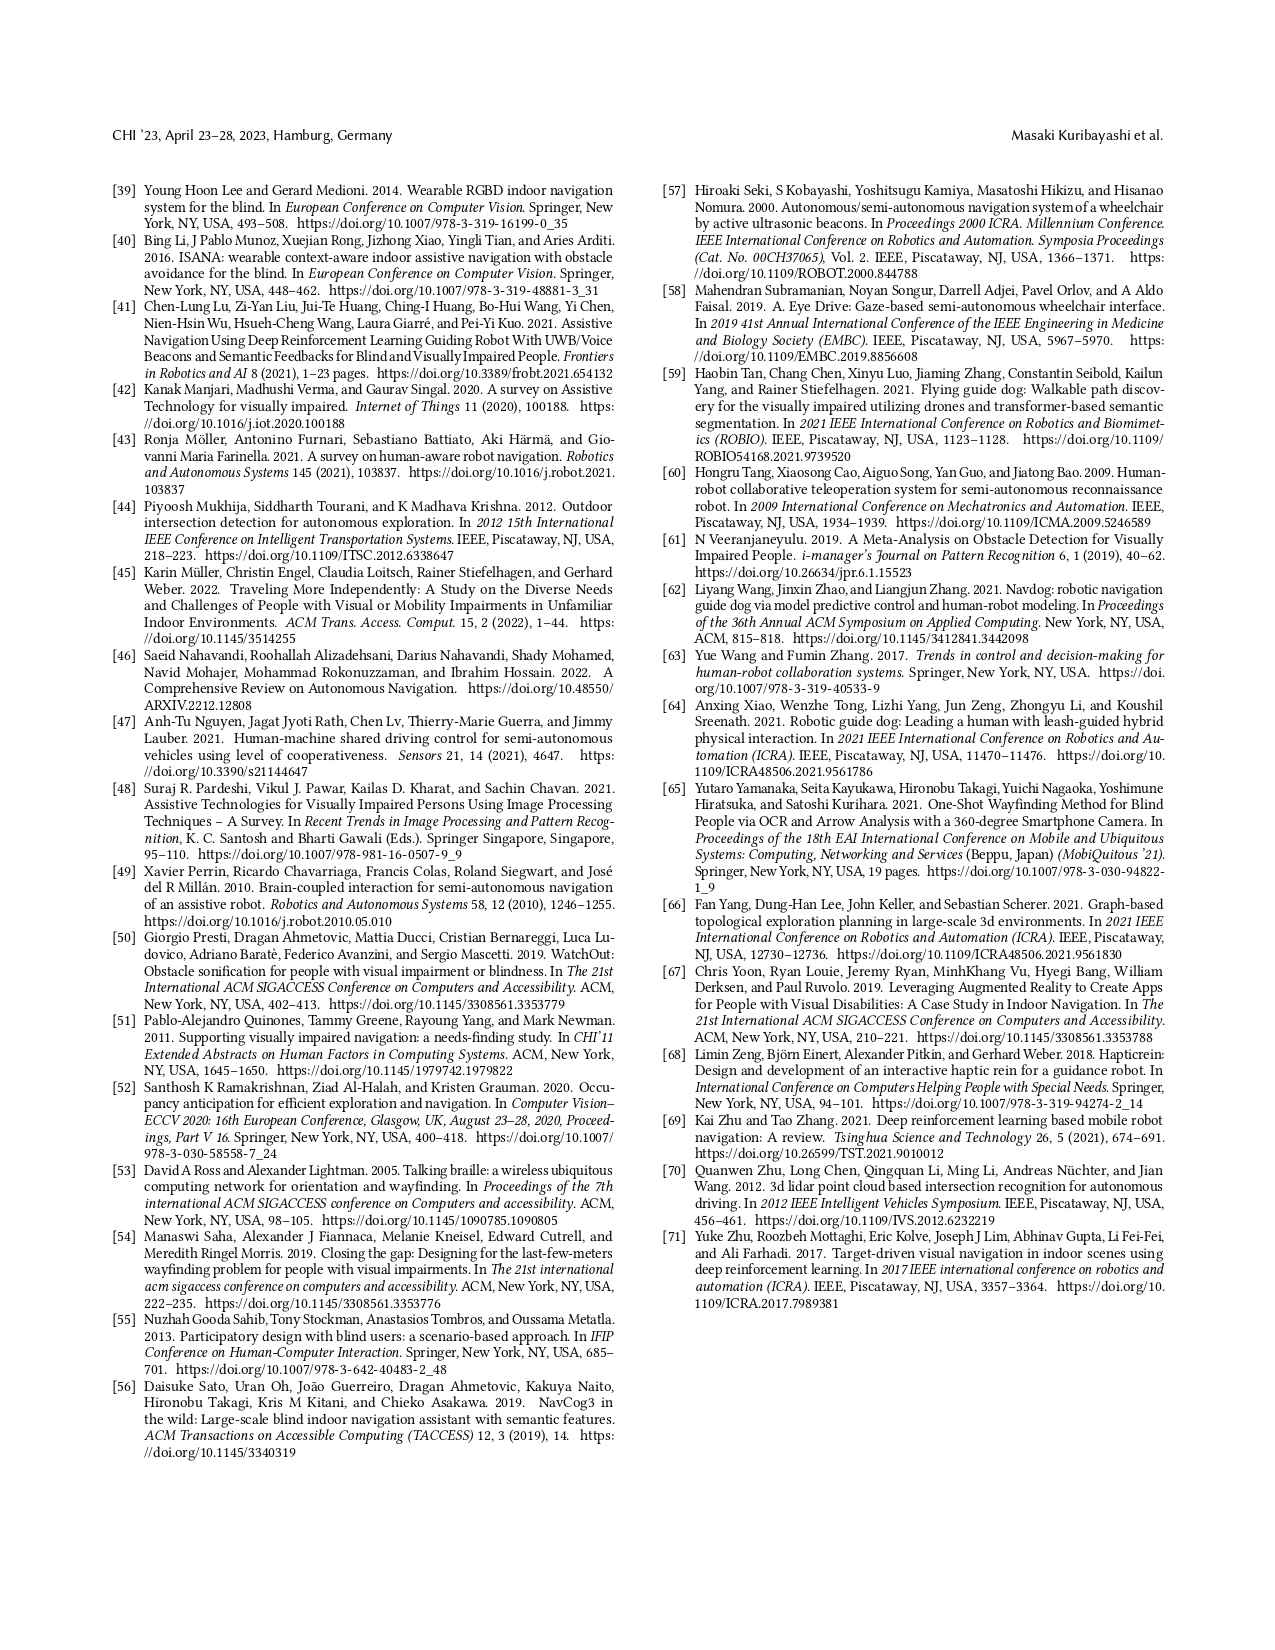 CHI ’23, April 23–28, 2023, Hamburg, Germany
Masaki Kuribayashi et al.
[39] Young Hoon Lee and Gerard Medioni. 2014. Wearable RGBD indoor navigation
system for the blind. In European Conference on Computer Vision. Springer, New
York, NY, USA, 493–508. https://doi.org/10.1007/978-3-319-16199-0_35
[40] Bing Li, J Pablo Munoz, Xuejian Rong, Jizhong Xiao, Yingli Tian, and Aries Arditi.
2016. ISANA: wearable context-aware indoor assistive navigation with obstacle
avoidance for the blind. In European Conference on Computer Vision. Springer,
New York, NY, USA, 448–462. https://doi.org/10.1007/978-3-319-48881-3_31
[41] Chen-Lung Lu, Zi-Yan Liu, Jui-Te Huang, Ching-I Huang, Bo-Hui Wang, Yi Chen,
Nien-Hsin Wu, Hsueh-Cheng Wang, Laura Giarré, and Pei-Yi Kuo. 2021. Assistive
Navigation Using Deep Reinforcement Learning Guiding Robot With UWB/Voice
Beacons and Semantic Feedbacks for Blind and Visually Impaired People. Frontiers
in Robotics and AI 8 (2021), 1–23 pages. https://doi.org/10.3389/frobt.2021.654132
[42] Kanak Manjari, Madhushi Verma, and Gaurav Singal. 2020. A survey on Assistive
Technology for visually impaired. Internet of Things 11 (2020), 100188. https:
//doi.org/10.1016/j.iot.2020.100188
[43] Ronja Möller, Antonino Furnari, Sebastiano Battiato, Aki Härmä, and Gio-
vanni Maria Farinella. 2021. A survey on human-aware robot navigation. Robotics
and Autonomous Systems 145 (2021), 103837. https://doi.org/10.1016/j.robot.2021.
103837
[44] Piyoosh Mukhija, Siddharth Tourani, and K Madhava Krishna. 2012. Outdoor
intersection detection for autonomous exploration. In 2012 15th International
IEEE Conference on Intelligent Transportation Systems. IEEE, Piscataway, NJ, USA,
218–223. https://doi.org/10.1109/ITSC.2012.6338647
[45] Karin Müller, Christin Engel, Claudia Loitsch, Rainer Stiefelhagen, and Gerhard
Weber. 2022. Traveling More Independently: A Study on the Diverse Needs
and Challenges of People with Visual or Mobility Impairments in Unfamiliar
Indoor Environments. ACM Trans. Access. Comput. 15, 2 (2022), 1–44. https:
//doi.org/10.1145/3514255
[46] Saeid Nahavandi, Roohallah Alizadehsani, Darius Nahavandi, Shady Mohamed,
Navid Mohajer, Mohammad Rokonuzzaman, and Ibrahim Hossain. 2022. A
Comprehensive Review on Autonomous Navigation. https://doi.org/10.48550/
ARXIV.2212.12808
[47] Anh-Tu Nguyen, Jagat Jyoti Rath, Chen Lv, Thierry-Marie Guerra, and Jimmy
Lauber. 2021. Human-machine shared driving control for semi-autonomous
vehicles using level of cooperativeness. Sensors 21, 14 (2021), 4647. https:
//doi.org/10.3390/s21144647
[48] Suraj R. Pardeshi, Vikul J. Pawar, Kailas D. Kharat, and Sachin Chavan. 2021.
Assistive Technologies for Visually Impaired Persons Using Image Processing
Techniques – A Survey. In Recent Trends in Image Processing and Pattern Recog-
nition, K. C. Santosh and Bharti Gawali (Eds.). Springer Singapore, Singapore,
95–110. https://doi.org/10.1007/978-981-16-0507-9_9
[49] Xavier Perrin, Ricardo Chavarriaga, Francis Colas, Roland Siegwart, and José
del R Millán. 2010. Brain-coupled interaction for semi-autonomous navigation
of an assistive robot. Robotics and Autonomous Systems 58, 12 (2010), 1246–1255.
https://doi.org/10.1016/j.robot.2010.05.010
[50] Giorgio Presti, Dragan Ahmetovic, Mattia Ducci, Cristian Bernareggi, Luca Lu-
dovico, Adriano Baratè, Federico Avanzini, and Sergio Mascetti. 2019. WatchOut:
Obstacle sonification for people with visual impairment or blindness. In The 21st
International ACM SIGACCESS Conference on Computers and Accessibility. ACM,
New York, NY, USA, 402–413. https://doi.org/10.1145/3308561.3353779
[51] Pablo-Alejandro Quinones, Tammy Greene, Rayoung Yang, and Mark Newman.
2011. Supporting visually impaired navigation: a needs-finding study. In CHI’11
Extended Abstracts on Human Factors in Computing Systems. ACM, New York,
NY, USA, 1645–1650. https://doi.org/10.1145/1979742.1979822
[52] Santhosh K Ramakrishnan, Ziad Al-Halah, and Kristen Grauman. 2020. Occu-
pancy anticipation for efficient exploration and navigation. In Computer Vision–
ECCV 2020: 16th European Conference, Glasgow, UK, August 23–28, 2020, Proceed-
ings, Part V 16. Springer, New York, NY, USA, 400–418. https://doi.org/10.1007/
978-3-030-58558-7_24
[53] David A Ross and Alexander Lightman. 2005. Talking braille: a wireless ubiquitous
computing network for orientation and wayfinding. In Proceedings of the 7th
international ACM SIGACCESS conference on Computers and accessibility. ACM,
New York, NY, USA, 98–105. https://doi.org/10.1145/1090785.1090805
[54] Manaswi Saha, Alexander J Fiannaca, Melanie Kneisel, Edward Cutrell, and
Meredith Ringel Morris. 2019. Closing the gap: Designing for the last-few-meters
wayfinding problem for people with visual impairments. In The 21st international
acm sigaccess conference on computers and accessibility. ACM, New York, NY, USA,
222–235. https://doi.org/10.1145/3308561.3353776
[55] Nuzhah Gooda Sahib, Tony Stockman, Anastasios Tombros, and Oussama Metatla.
2013. Participatory design with blind users: a scenario-based approach. In IFIP
Conference on Human-Computer Interaction. Springer, New York, NY, USA, 685–
701. https://doi.org/10.1007/978-3-642-40483-2_48
[56] Daisuke Sato, Uran Oh, João Guerreiro, Dragan Ahmetovic, Kakuya Naito,
Hironobu Takagi, Kris M Kitani, and Chieko Asakawa. 2019. NavCog3 in
the wild: Large-scale blind indoor navigation assistant with semantic features.
ACM Transactions on Accessible Computing (TACCESS) 12, 3 (2019), 14. https:
//doi.org/10.1145/3340319
[57] Hiroaki Seki, S Kobayashi, Yoshitsugu Kamiya, Masatoshi Hikizu, and Hisanao
Nomura. 2000. Autonomous/semi-autonomous navigation system of a wheelchair
by active ultrasonic beacons. In Proceedings 2000 ICRA. Millennium Conference.
IEEE International Conference on Robotics and Automation. Symposia Proceedings
(Cat. No. 00CH37065), Vol. 2. IEEE, Piscataway, NJ, USA, 1366–1371. https:
//doi.org/10.1109/ROBOT.2000.844788
[58] Mahendran Subramanian, Noyan Songur, Darrell Adjei, Pavel Orlov, and A Aldo
Faisal. 2019. A. Eye Drive: Gaze-based semi-autonomous wheelchair interface.
In 2019 41st Annual International Conference of the IEEE Engineering in Medicine
and Biology Society (EMBC). IEEE, Piscataway, NJ, USA, 5967–5970. https:
//doi.org/10.1109/EMBC.2019.8856608
[59] Haobin Tan, Chang Chen, Xinyu Luo, Jiaming Zhang, Constantin Seibold, Kailun
Yang, and Rainer Stiefelhagen. 2021. Flying guide dog: Walkable path discov-
ery for the visually impaired utilizing drones and transformer-based semantic
segmentation. In 2021 IEEE International Conference on Robotics and Biomimet-
ics (ROBIO). IEEE, Piscataway, NJ, USA, 1123–1128. https://doi.org/10.1109/
ROBIO54168.2021.9739520
[60] Hongru Tang, Xiaosong Cao, Aiguo Song, Yan Guo, and Jiatong Bao. 2009. Human-
robot collaborative teleoperation system for semi-autonomous reconnaissance
robot. In 2009 International Conference on Mechatronics and Automation. IEEE,
Piscataway, NJ, USA, 1934–1939. https://doi.org/10.1109/ICMA.2009.5246589
[61] N Veeranjaneyulu. 2019. A Meta-Analysis on Obstacle Detection for Visually
Impaired People. i-manager’s Journal on Pattern Recognition 6, 1 (2019), 40–62.
https://doi.org/10.26634/jpr.6.1.15523
[62] Liyang Wang, Jinxin Zhao, and Liangjun Zhang. 2021. Navdog: robotic navigation
guide dog via model predictive control and human-robot modeling. In Proceedings
of the 36th Annual ACM Symposium on Applied Computing. New York, NY, USA,
ACM, 815–818. https://doi.org/10.1145/3412841.3442098
[63] Yue Wang and Fumin Zhang. 2017. Trends in control and decision-making for
human-robot collaboration systems. Springer, New York, NY, USA. https://doi.
org/10.1007/978-3-319-40533-9
[64] Anxing Xiao, Wenzhe Tong, Lizhi Yang, Jun Zeng, Zhongyu Li, and Koushil
Sreenath. 2021. Robotic guide dog: Leading a human with leash-guided hybrid
physical interaction. In 2021 IEEE International Conference on Robotics and Au-
tomation (ICRA). IEEE, Piscataway, NJ, USA, 11470–11476. https://doi.org/10.
1109/ICRA48506.2021.9561786
[65] Yutaro Yamanaka, Seita Kayukawa, Hironobu Takagi, Yuichi Nagaoka, Yoshimune
Hiratsuka, and Satoshi Kurihara. 2021. One-Shot Wayfinding Method for Blind
People via OCR and Arrow Analysis with a 360-degree Smartphone Camera. In
Proceedings of the 18th EAI International Conference on Mobile and Ubiquitous
Systems: Computing, Networking and Services (Beppu, Japan) (MobiQuitous ’21).
Springer, New York, NY, USA, 19 pages. https://doi.org/10.1007/978-3-030-94822-
1_9
[66] Fan Yang, Dung-Han Lee, John Keller, and Sebastian Scherer. 2021. Graph-based
topological exploration planning in large-scale 3d environments. In 2021 IEEE
International Conference on Robotics and Automation (ICRA). IEEE, Piscataway,
NJ, USA, 12730–12736. https://doi.org/10.1109/ICRA48506.2021.9561830
[67] Chris Yoon, Ryan Louie, Jeremy Ryan, MinhKhang Vu, Hyegi Bang, William
Derksen, and Paul Ruvolo. 2019. Leveraging Augmented Reality to Create Apps
for People with Visual Disabilities: A Case Study in Indoor Navigation. In The
21st International ACM SIGACCESS Conference on Computers and Accessibility.
ACM, New York, NY, USA, 210–221. https://doi.org/10.1145/3308561.3353788
[68] Limin Zeng, Björn Einert, Alexander Pitkin, and Gerhard Weber. 2018. Hapticrein:
Design and development of an interactive haptic rein for a guidance robot. In
International Conference on Computers Helping People with Special Needs. Springer,
New York, NY, USA, 94–101. https://doi.org/10.1007/978-3-319-94274-2_14
[69] Kai Zhu and Tao Zhang. 2021. Deep reinforcement learning based mobile robot
navigation: A review. Tsinghua Science and Technology 26, 5 (2021), 674–691.
https://doi.org/10.26599/TST.2021.9010012
[70] Quanwen Zhu, Long Chen, Qingquan Li, Ming Li, Andreas Nüchter, and Jian
Wang. 2012. 3d lidar point cloud based intersection recognition for autonomous
driving. In 2012 IEEE Intelligent Vehicles Symposium. IEEE, Piscataway, NJ, USA,
456–461. https://doi.org/10.1109/IVS.2012.6232219
[71] Yuke Zhu, Roozbeh Mottaghi, Eric Kolve, Joseph J Lim, Abhinav Gupta, Li Fei-Fei,
and Ali Farhadi. 2017. Target-driven visual navigation in indoor scenes using
deep reinforcement learning. In 2017 IEEE international conference on robotics and
automation (ICRA). IEEE, Piscataway, NJ, USA, 3357–3364. https://doi.org/10.
1109/ICRA.2017.7989381